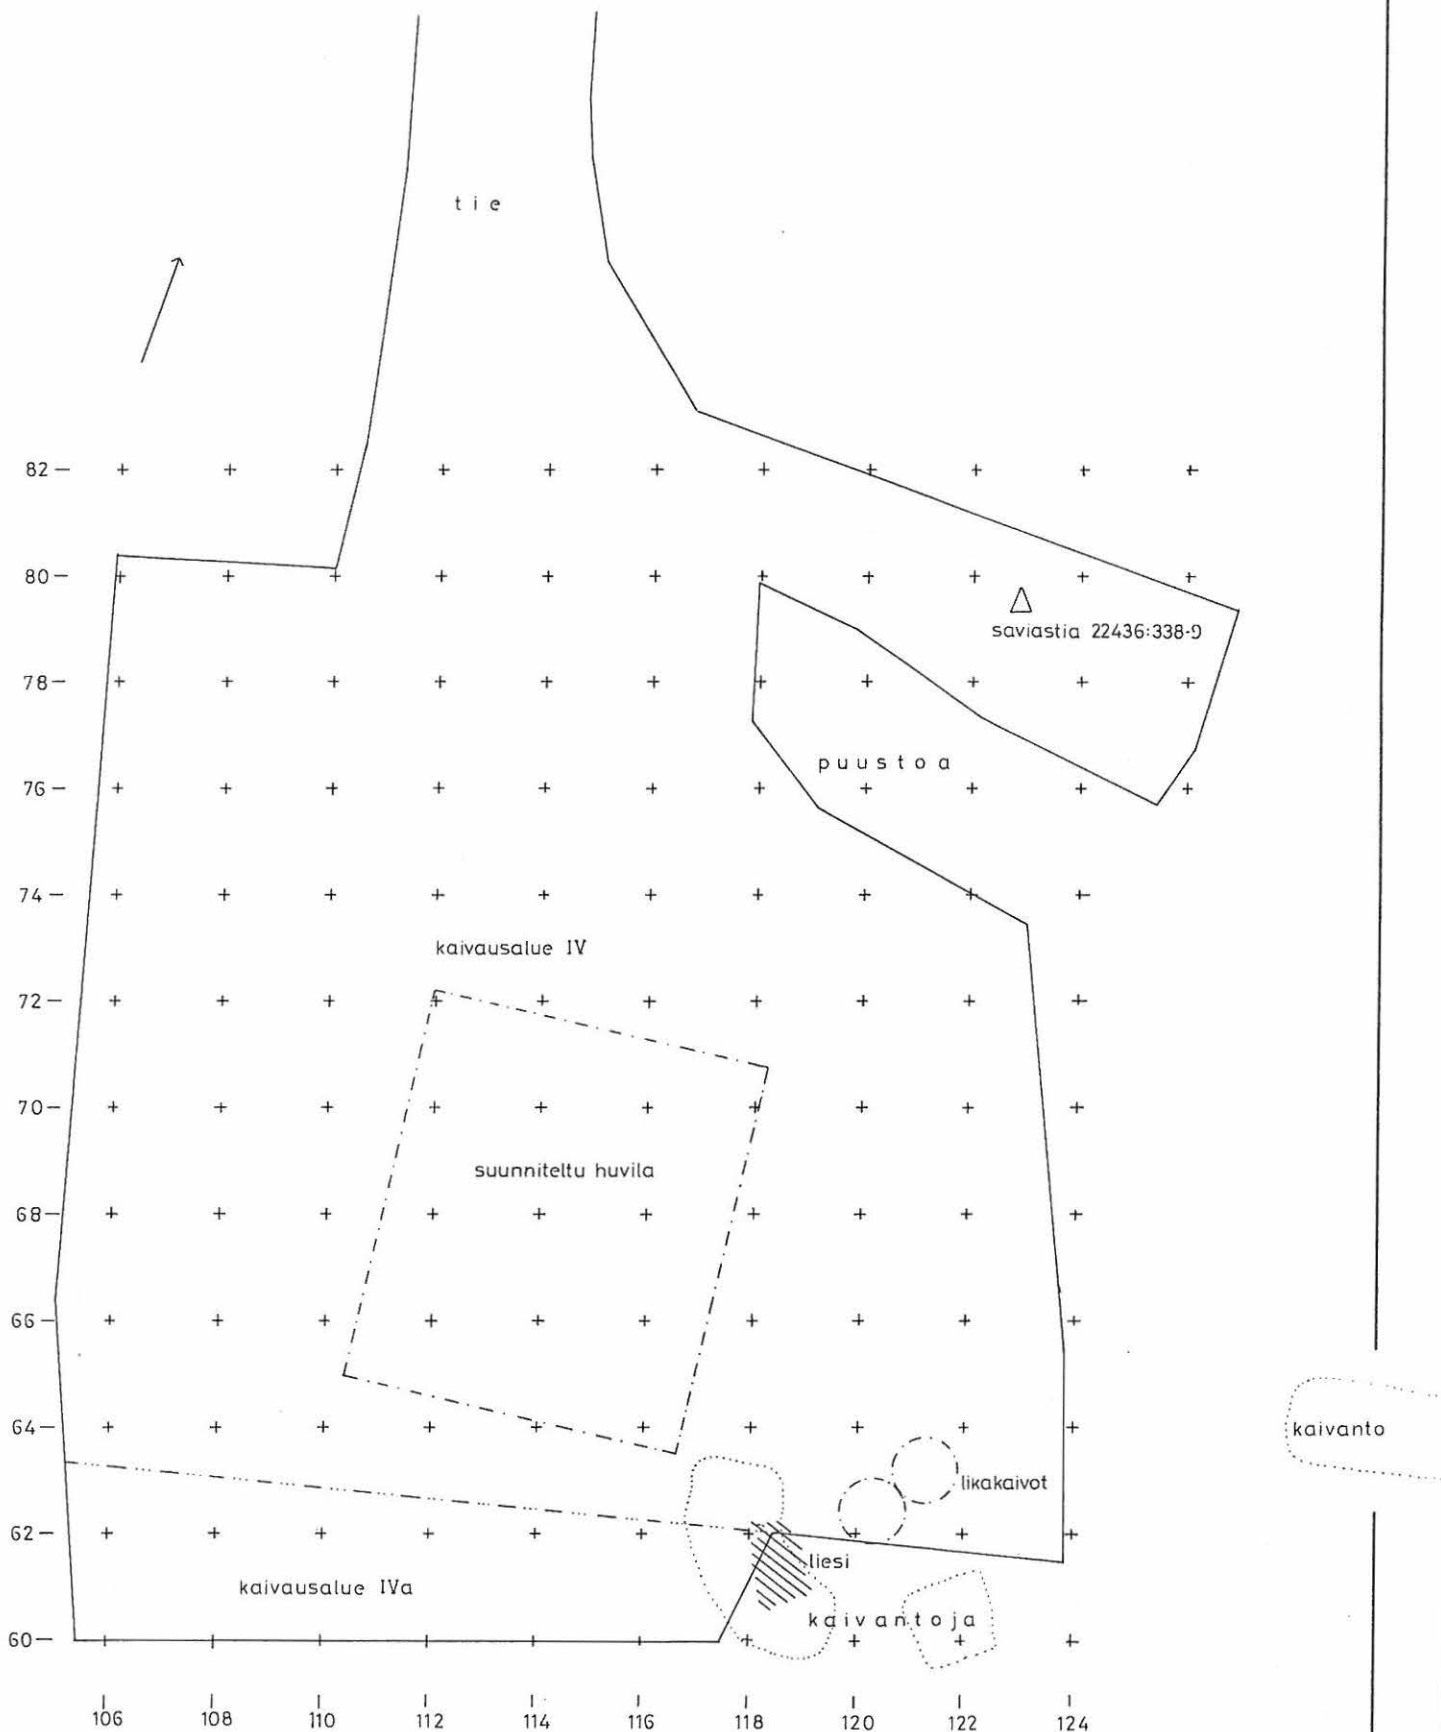 t i e
82
80
saviastia 22436:338-9
78
puustoa
76
74
kaivausalue IV
72
70
suunniteltu huvila
68
66
64
kaivanto
likakaivot
62
liesi
kaivausalue IVa
kaivantoja
60
106 108 110 112 114 116 118 120 122 124